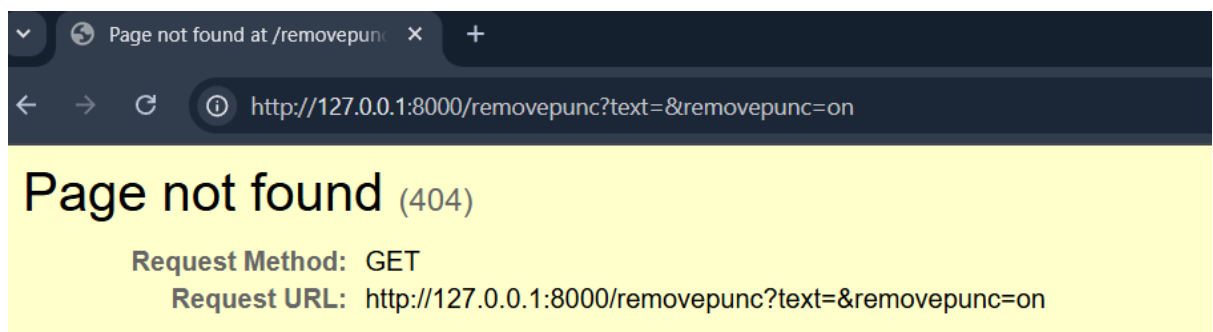 Page not found at /removepunc
http://127.0.0.1:8000/removepunc?text=&removepunc=on
Page not found (404)
Request Method: GET
Request URL: http://127.0.0.1:8000/removepunc?text=&removepunc=on